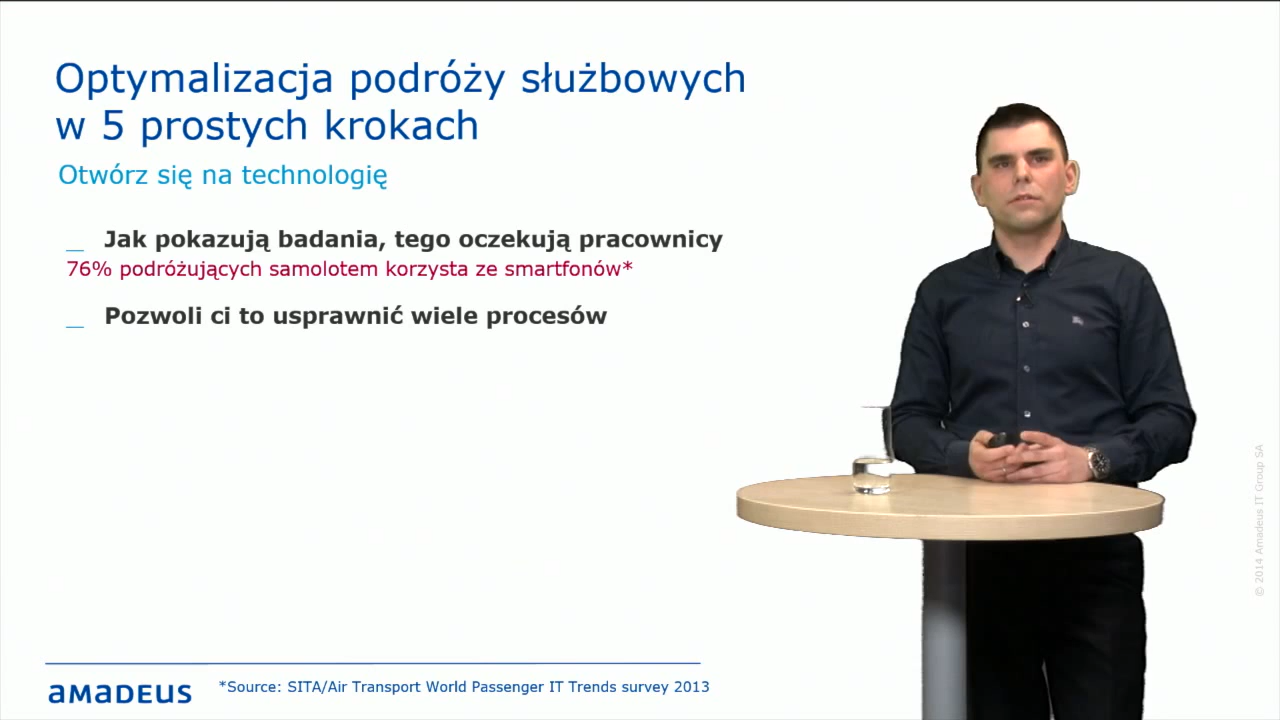 Optymalizacja podróży służbowych
w 5 prostych krokach
Otwórz się na technologię
_ Jak pokazują badania, tego oczekują pracownicy
76% podróżujących samolotem korzysta ze smartfonów*
_ Pozwoli ci to usprawnić wiele procesów
© 2014 Amadeus IT Group SA
amadeus
*Source: SITA/Air Transport World Passenger IT Trends survey 2013